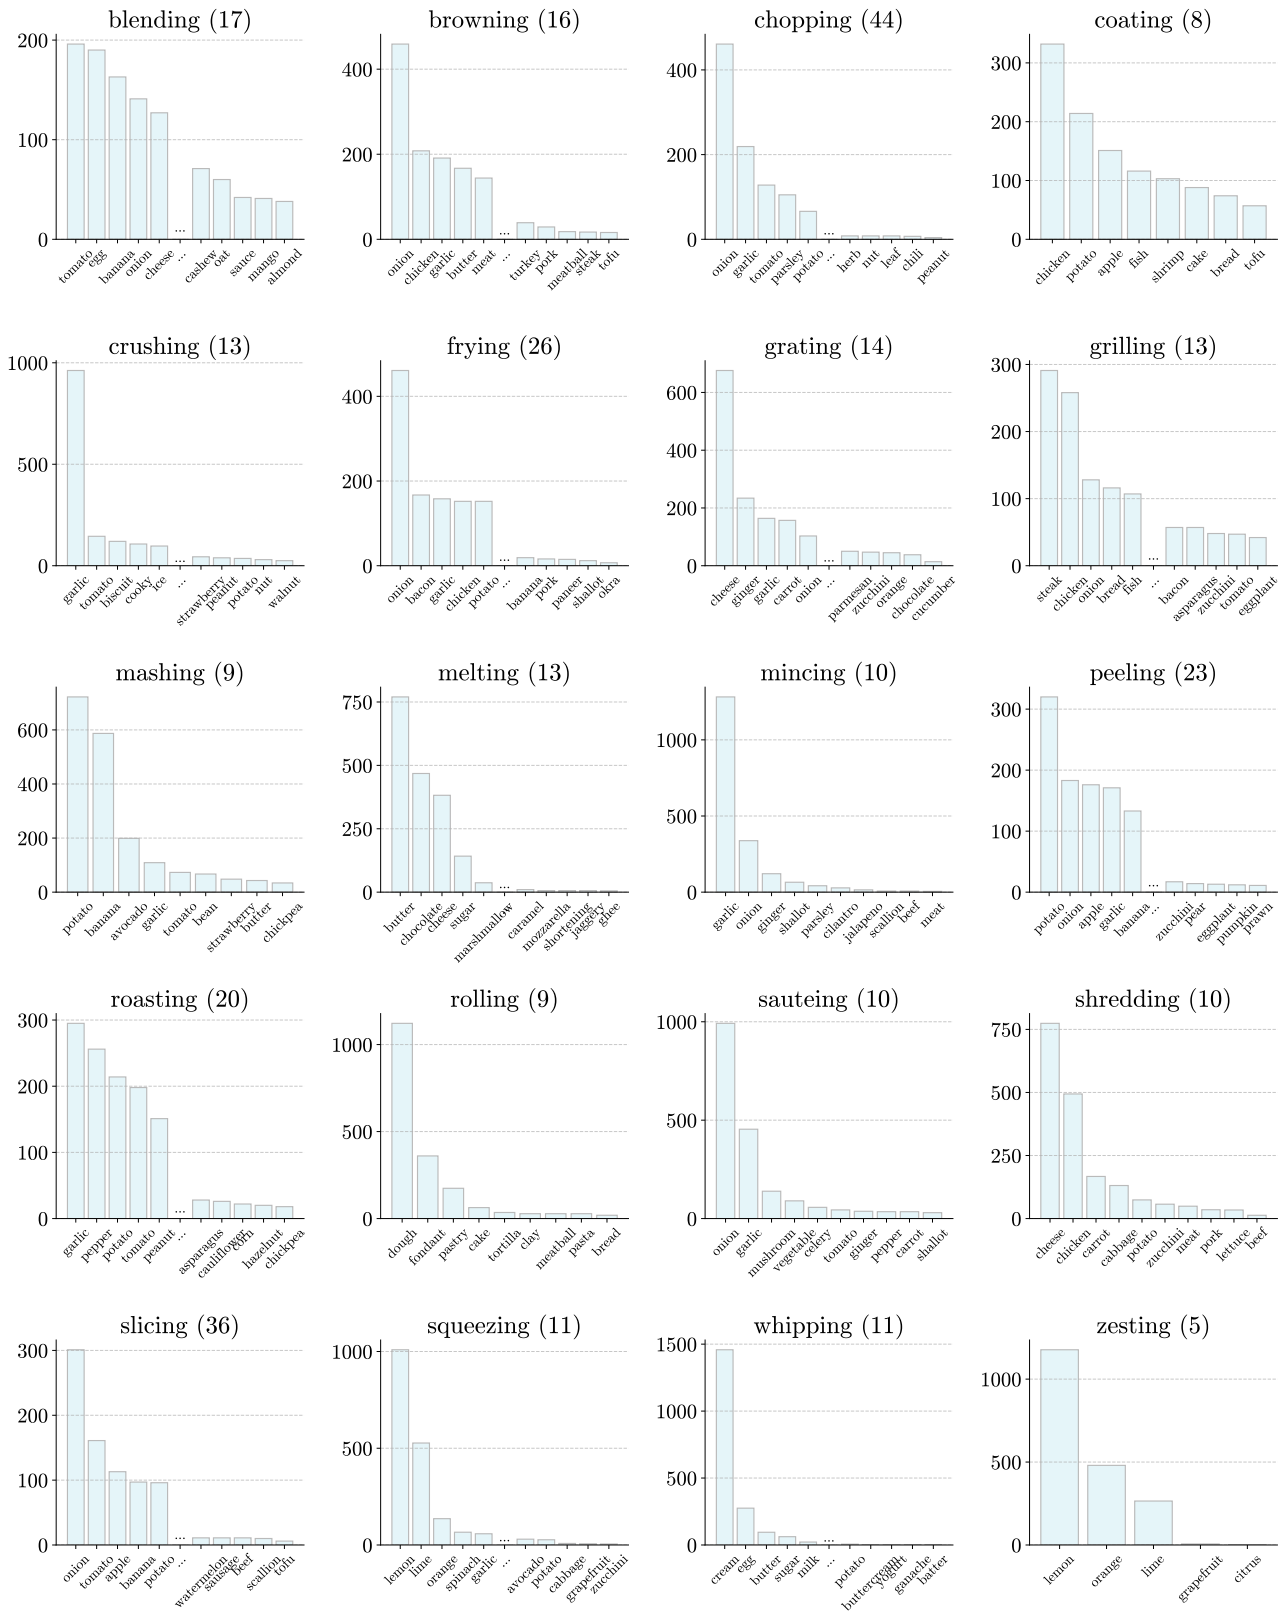 blending (17)
200
100
0
tomato
egg
banana
onion
cheese
...
cashew
oat
sauce
mango
almond
browning (16)
400
200
0
onion
chicken
garlic
butter
meat
...
turkey
pork
meatball
steak
tofu
chopping (44)
400
200
0
onion
garlic
tomato
parsley
potato
...
herb
nut
leaf
chili
peanut
coating (8)
300
200
100
0
chicken
potato
apple
fish
shrimp
cake
bread
tofu
crushing (13)
1000
500
0
garlic
tomato
biscuit
cooky
ice
...
strawberry
peanut
potato
nut
walnut
frying (26)
400
200
0
onion
bacon
garlic
chicken
potato
...
banana
pork
paneer
shallot
okra
grating (14)
600
400
200
0
cheese
ginger
garlic
carrot
onion
...
parmesan
zucchini
orange
chocolate
cucumber
grilling (13)
300
200
100
0
steak
chicken
onion
bread
fish
...
bacon
asparagus
zucchini
tomato
eggplant
mashing (9)
600
400
200
0
potato
banana
avocado
garlic
tomato
bean
strawberry
butter
chickpea
melting (13)
750
500
250
0
butter
chocolate
cheese
sugar
marshmallow
...
caramel
mozzarella
shortening
jaggery
ghee
mincing (10)
1000
500
0
garlic
onion
ginger
shallot
parsley
cilantro
jalapeno
scallion
beef
meat
peeling (23)
300
200
100
0
potato
onion
apple
garlic
banana
...
zucchini
pear
eggplant
pumpkin
prawn
roasting (20)
300
200
100
0
garlic
pepper
potato
tomato
peanut
...
asparagus
cauliflower
corn
hazelnut
chickpea
rolling (9)
1000
500
0
dough
fondant
pastry
cake
tortilla
clay
meatball
pasta
bread
sauteing (10)
1000
500
0
onion
garlic
mushroom
vegetable
celery
tomato
ginger
pepper
carrot
shallot
shredding (10)
750
500
250
0
cheese
chicken
carrot
cabbage
potato
zucchini
meat
pork
lettuce
beef
slicing (36)
300
200
100
0
onion
tomato
apple
banana
potato
...
watermelon
sausage
beef
scallion
tofu
squeezing (11)
1000
500
0
lemon
lime
orange
spinach
garlic
...
avocado
potato
cabbage
grapefruit
zucchini
whipping (11)
1500
1000
500
0
cream
egg
butter
sugar
milk
...
potato
buttercream
yogurt
ganache
batter
zesting (5)
1000
500
0
lemon
orange
lime
grapefruit
citrus